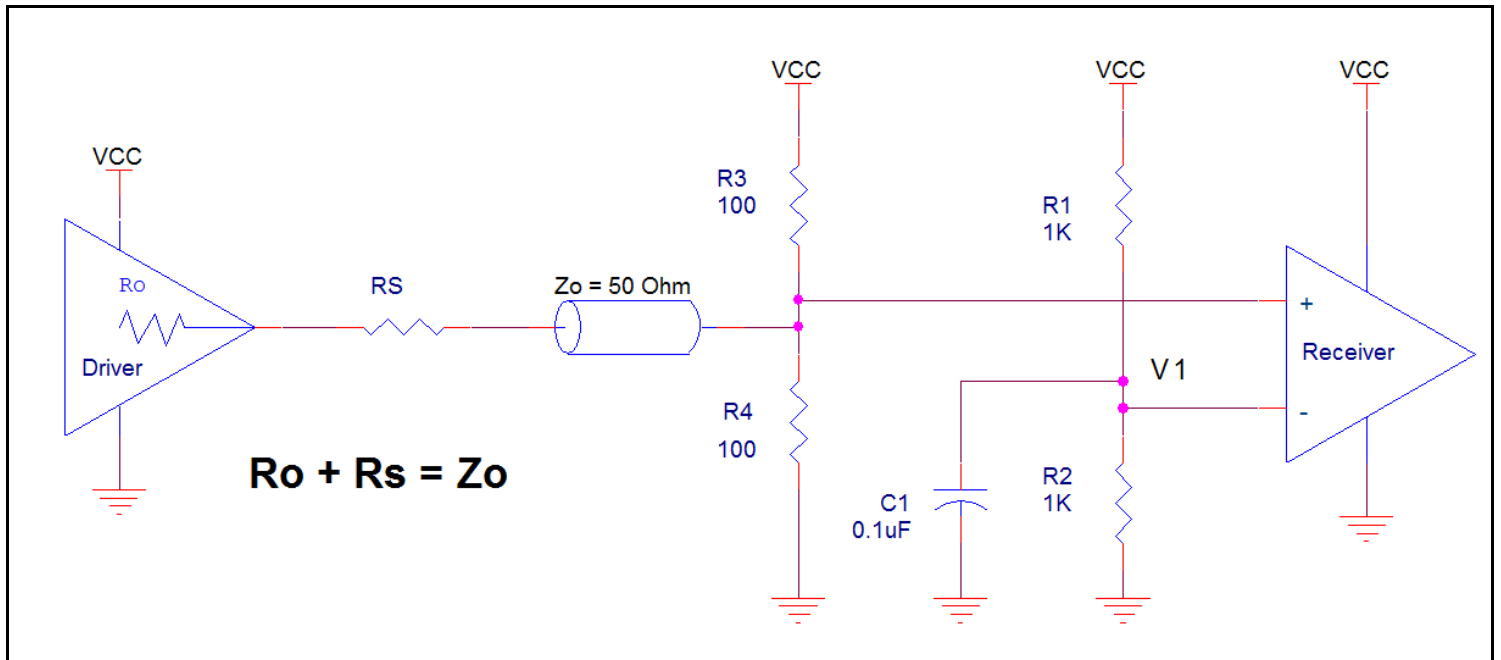 VCC
VCC
VCC
VCC
R3
100
R1
1K
Ro
RS
Zo = 50 Ohm
+
Driver
Receiver
V1
R4
100
-
Ro + Rs = Zo
C1
0.1uF
R2
1K